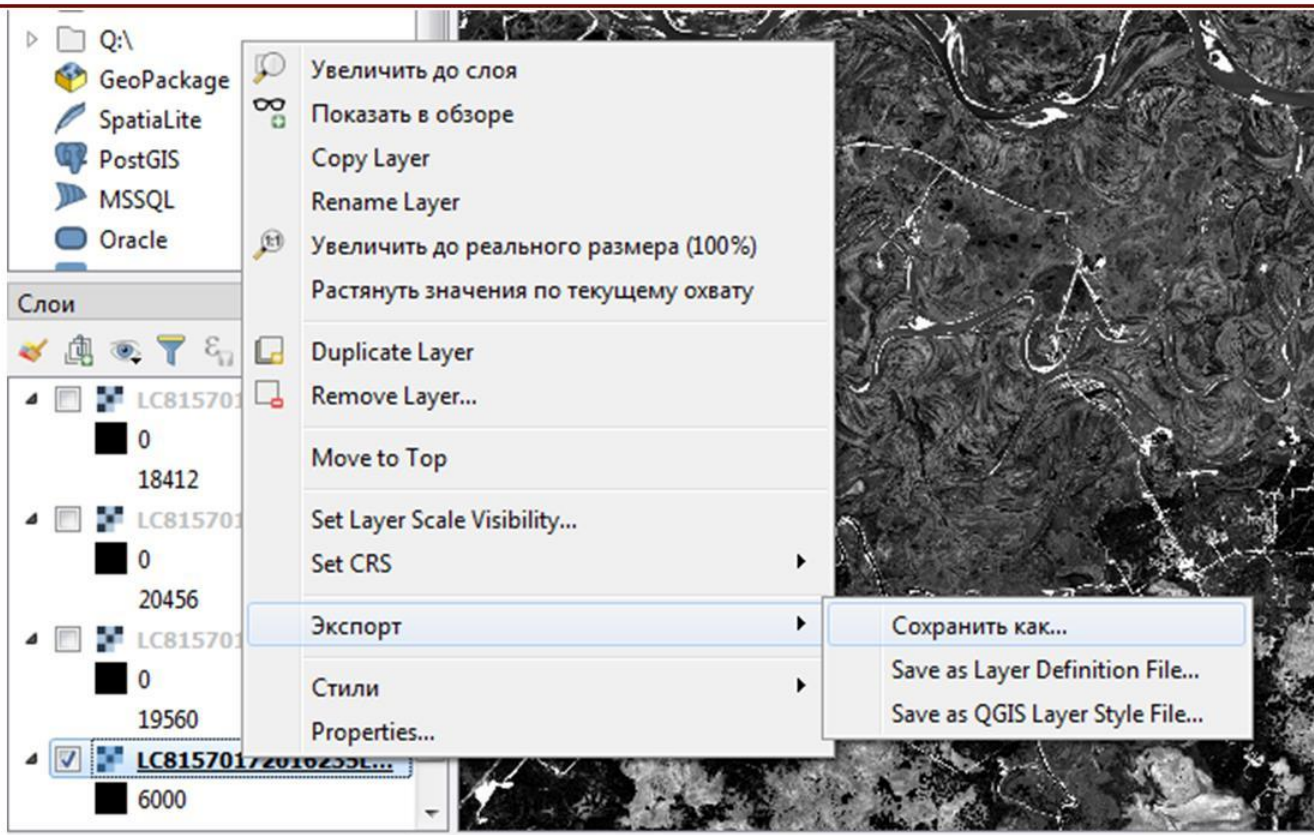 Q:\
GeoPackage
SpatiaLite
PostGIS
MSSQL
Oracle
Слои
LC815701
0
18412
LC815701
0
20456
LC815701
0
19560
LC81570172016235L...
6000
Увеличить до слоя
Показать в обзоре
Copy Layer
Rename Layer
Увеличить до реального размера (100%)
Растянуть значения по текущему охвату
Duplicate Layer
Remove Layer...
Move to Top
Set Layer Scale Visibility...
Set CRS
Экспорт
Стили
Properties...
Сохранить как...
Save as Layer Definition File...
Save as QGIS Layer Style File...